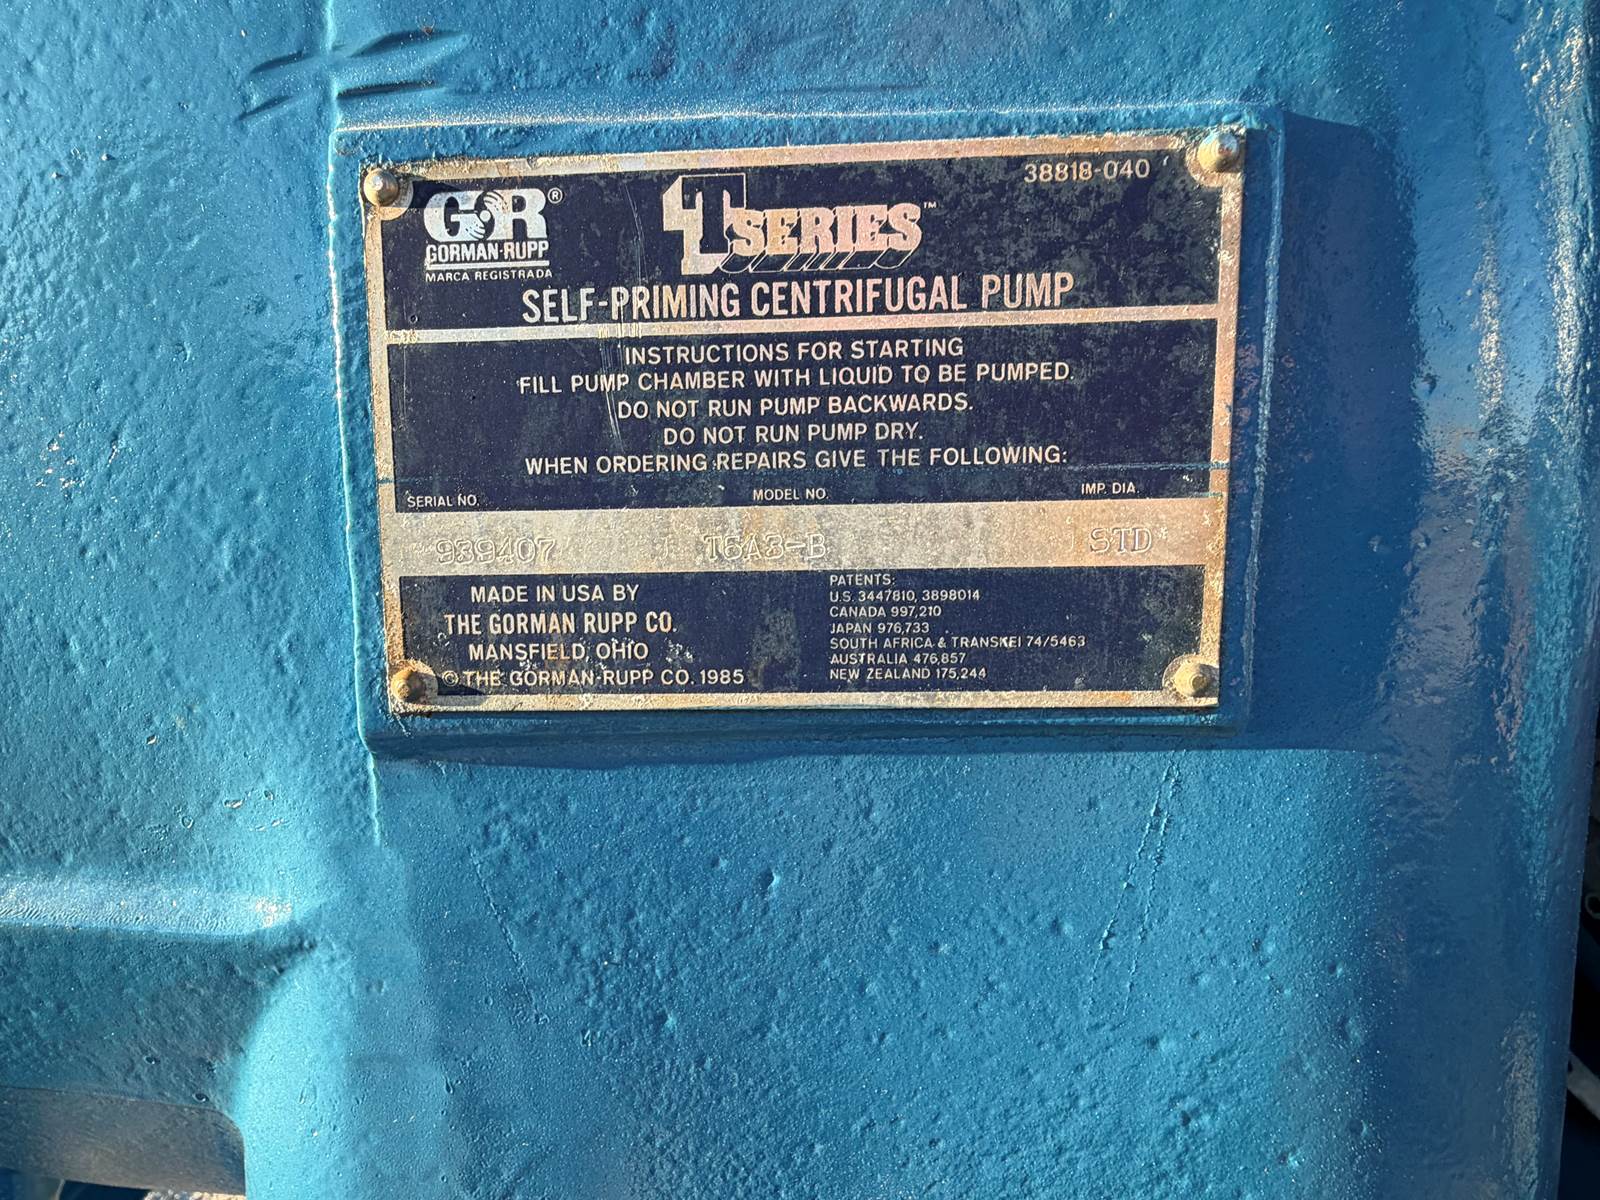 38818-040
G·R®
GORMAN-RUPP
MARCA REGISTRADA
T SERIES™
SELF-PRIMING CENTRIFUGAL PUMP
INSTRUCTIONS FOR STARTING
FILL PUMP CHAMBER WITH LIQUID TO BE PUMPED.
DO NOT RUN PUMP BACKWARDS.
DO NOT RUN PUMP DRY.
WHEN ORDERING REPAIRS GIVE THE FOLLOWING:
SERIAL NO. MODEL NO. IMP. DIA.
939407 T6A3-B STD
MADE IN USA BY
THE GORMAN RUPP CO.
MANSFIELD, OHIO
© THE GORMAN-RUPP CO. 1985
PATENTS:
U.S. 3447810, 3898014
CANADA 997,210
JAPAN 976,733
SOUTH AFRICA & TRANSKEI 74/5463
AUSTRALIA 476,857
NEW ZEALAND 175,244